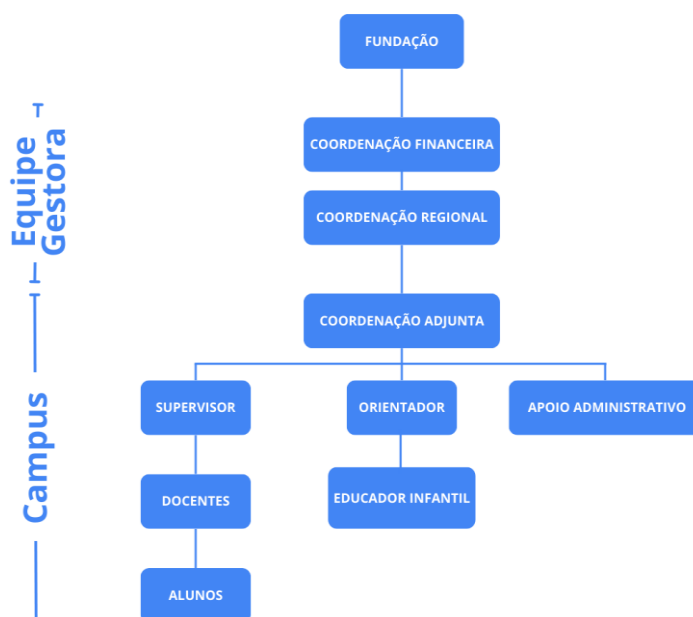 FUNDAÇÃO
Equipe
Gestora
COORDENAÇÃO FINANCEIRA
COORDENAÇÃO REGIONAL
COORDENAÇÃO ADJUNTA
Campus
SUPERVISOR
ORIENTADOR
APOIO ADMINISTRATIVO
DOCENTES
EDUCADOR INFANTIL
ALUNOS